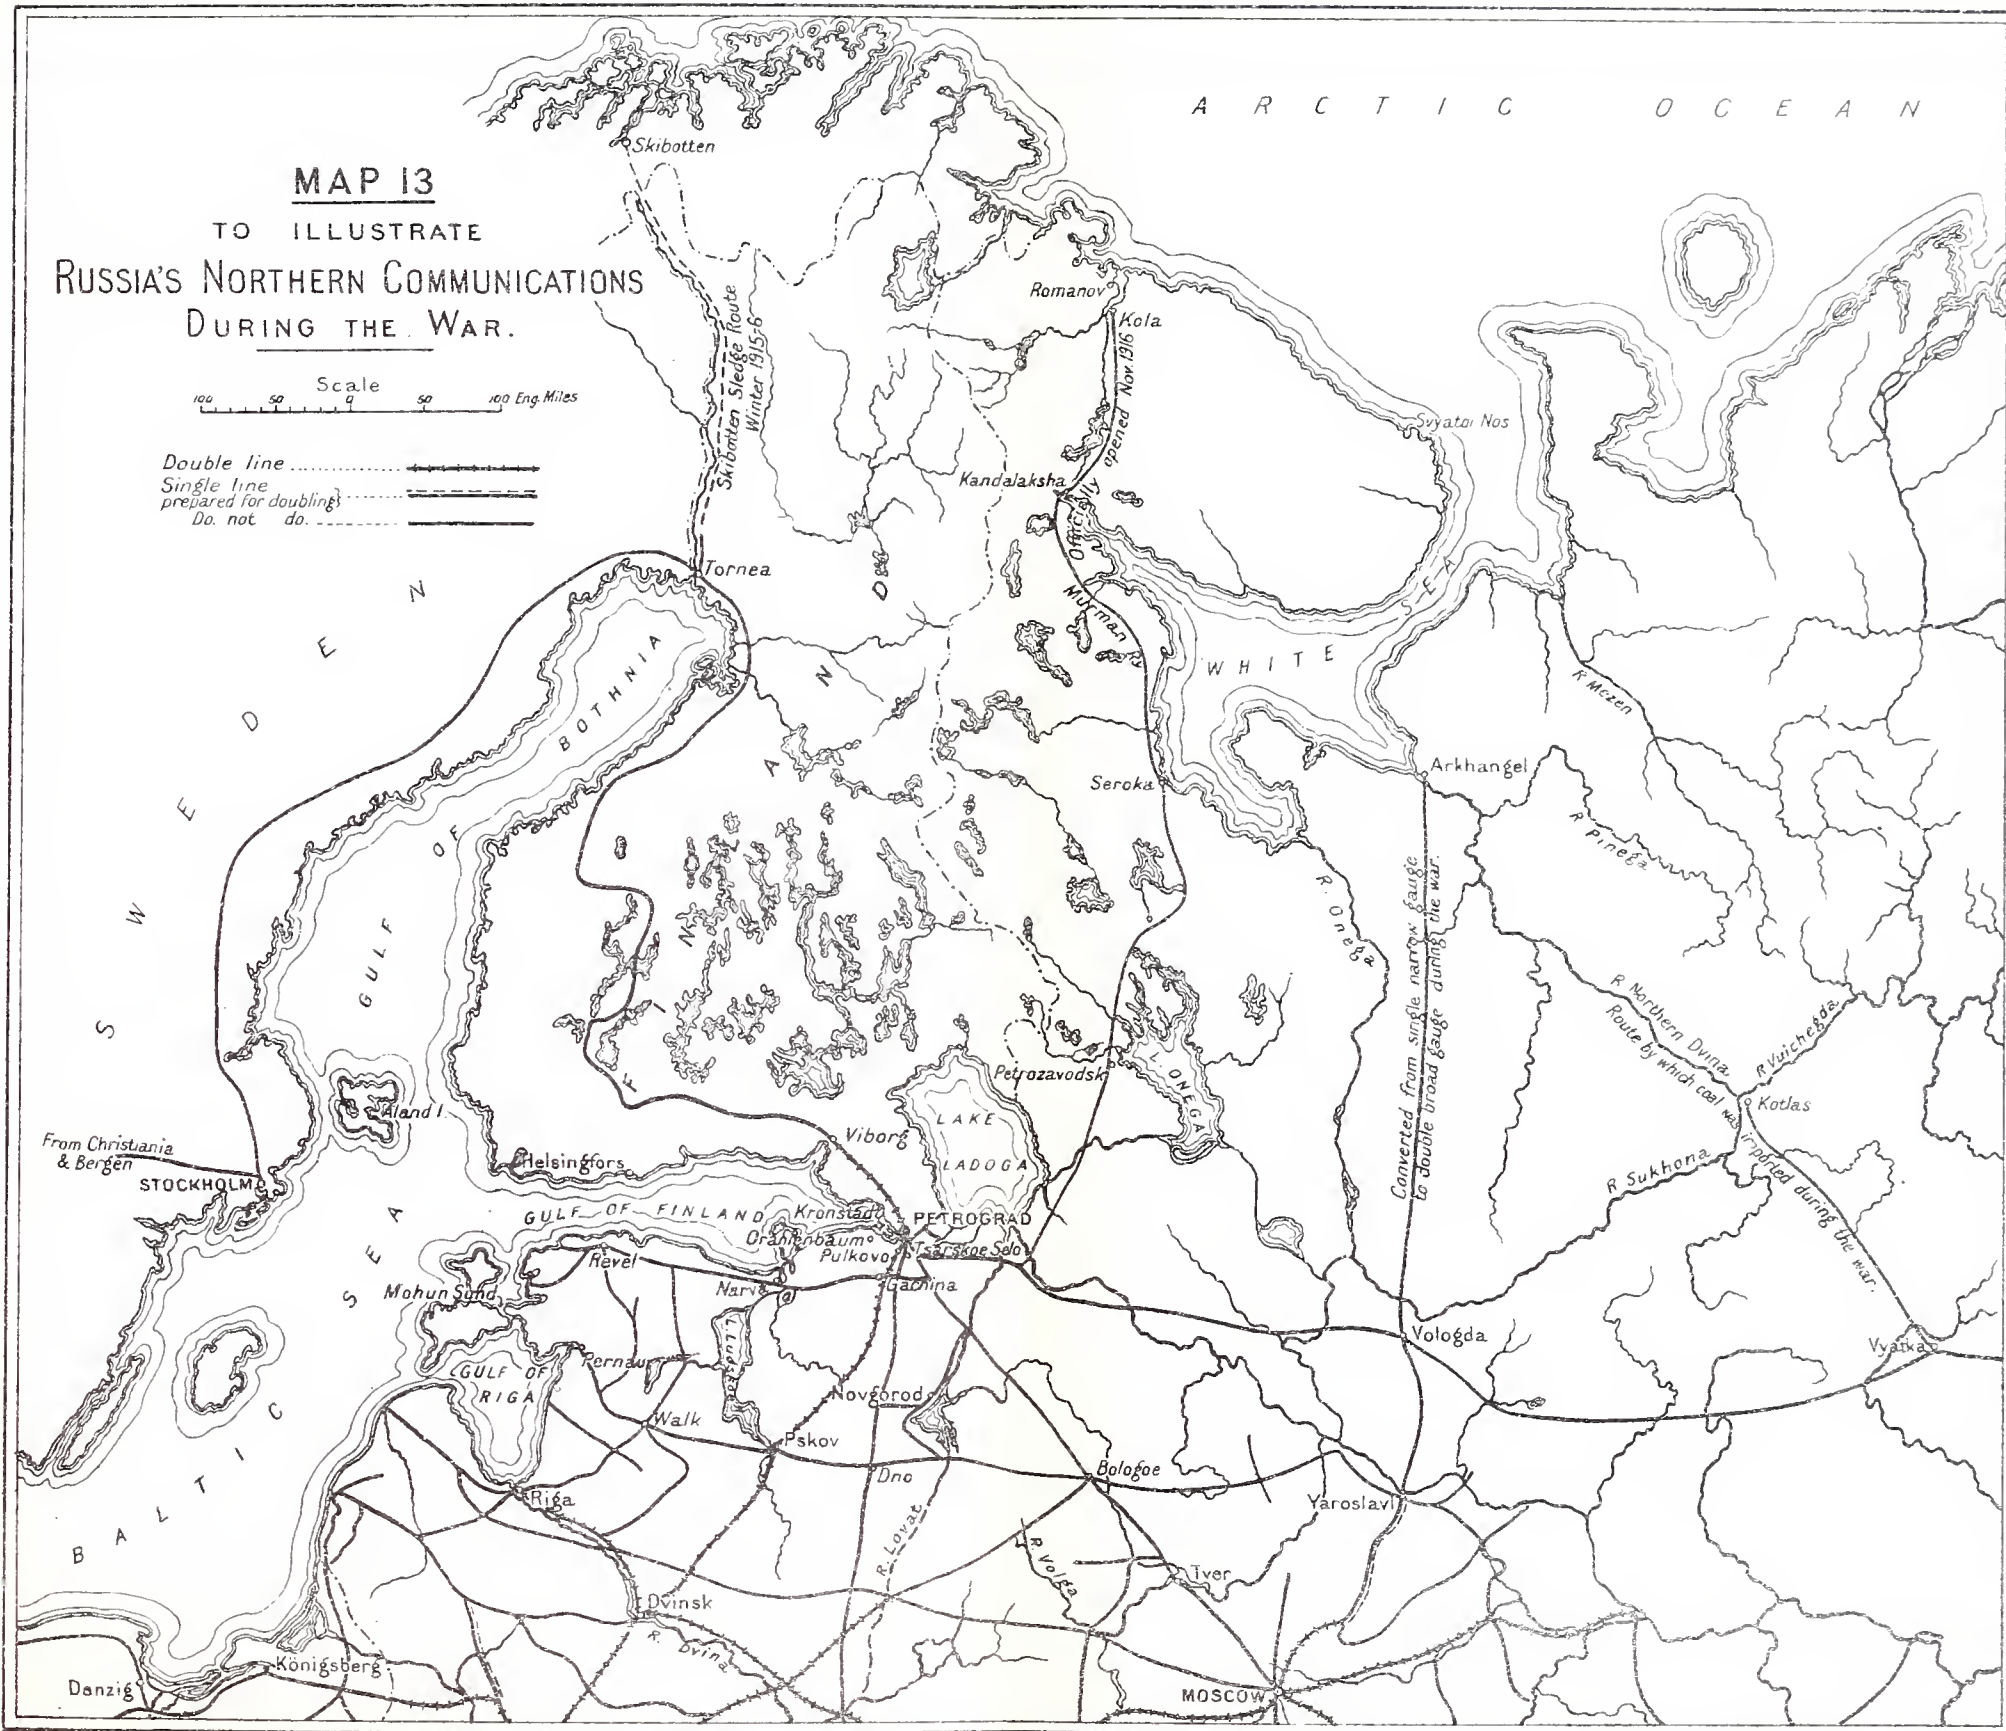 MAP 13
TO ILLUSTRATE
RUSSIA'S NORTHERN COMMUNICATIONS
DURING THE WAR.
Scale
100 50 0 50 100 Eng. Miles
Double line
Single line
prepared for doubling}
Do. not do.
ARCTIC OCEAN
Skibotten
Skibotten Sledge Route
Winter 1915-6
Romanov
Kola
Svyatoi Nos
Kandalaksha
Murman
Officially opened Nov. 1916
Tornea
SWEDEN
FINLAND
GULF OF BOTHNIA
WHITE SEA
R Mezen
Arkhangel
Seroka
R Pinega
R. Onega
Converted from single narrow gauge
to double broad gauge during the war.
R Northern Dvina
Route by which coal was imported during the war.
R Vuichegda
Kotlas
R Sukhona
Petrozavodsk
L. ONEGA
LAKE
LADOGA
Aland I.
Viborg
From Christiania
& Bergen
STOCKHOLM
Helsingfors
GULF OF FINLAND
Kronstadt
PETROGRAD
Oranienbaum
Pulkovo
Tsarskoe Selo
Revel
Narva
Gachina
Mohun Sund
BALTIC SEA
Vologda
Vyatka
Pernau
GULF OF
RIGA
Novgorod
Walk
Pskov
Dno
Bologoe
Yaroslavl
Riga
R. Lovat
R Volga
Tver
Dvinsk
R. Dvina
Königsberg
Danzig
MOSCOW